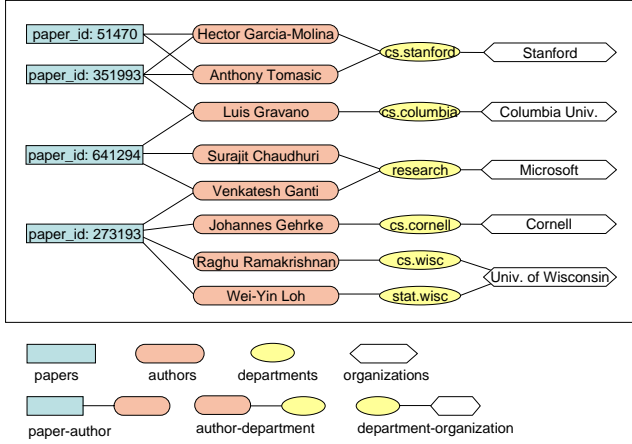 paper_id: 51470
Hector Garcia-Molina
cs.stanford
Stanford
paper_id: 351993
Anthony Tomasic
Luis Gravano
cs.columbia
Columbia Univ.
paper_id: 641294
Surajit Chaudhuri
research
Microsoft
Venkatesh Ganti
paper_id: 273193
Johannes Gehrke
cs.cornell
Cornell
Raghu Ramakrishnan
cs.wisc
Univ. of Wisconsin
Wei-Yin Loh
stat.wisc
papers
authors
departments
organizations
paper-author
author-department
department-organization